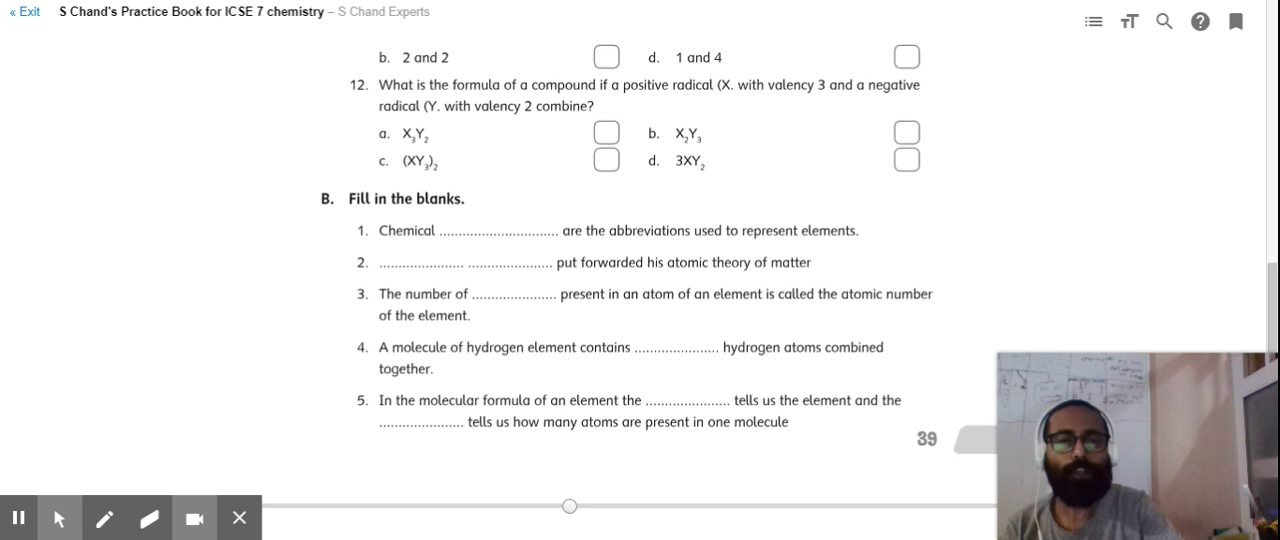 « Exit S Chand's Practice Book for ICSE 7 chemistry – S Chand Experts
b. 2 and 2 d. 1 and 4
12. What is the formula of a compound if a positive radical (X. with valency 3 and a negative
radical (Y. with valency 2 combine?
a. X₃Y₂ b. X₂Y₃
c. (XY₃)₂ d. 3XY₂
B. Fill in the blanks.
1. Chemical .............................. are the abbreviations used to represent elements.
2. ...................... ...................... put forwarded his atomic theory of matter
3. The number of ...................... present in an atom of an element is called the atomic number
of the element.
4. A molecule of hydrogen element contains ...................... hydrogen atoms combined
together.
5. In the molecular formula of an element the ...................... tells us the element and the
...................... tells us how many atoms are present in one molecule
39